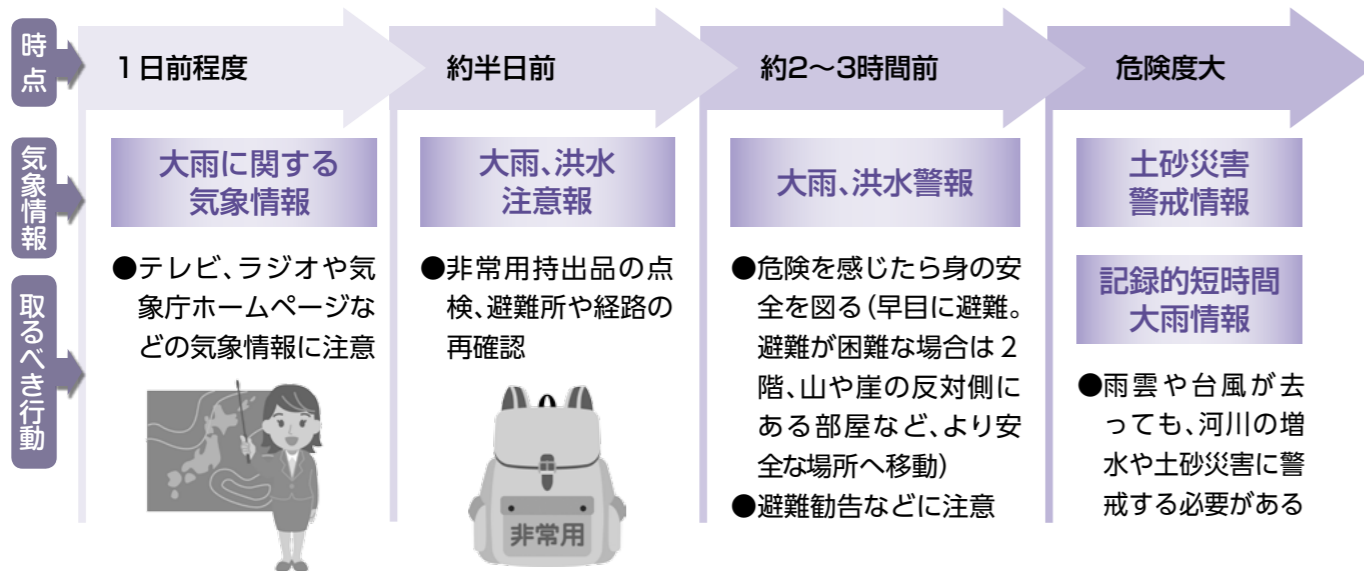 時点
1日前程度
約半日前
約2〜3時間前
危険度大
気象情報
大雨に関する
気象情報
大雨、洪水
注意報
大雨、洪水警報
土砂災害
警戒情報
記録的短時間
大雨情報
取るべき行動
●テレビ、ラジオや気
象庁ホームページな
どの気象情報に注意
●非常用持出品の点
検、避難所や経路の
再確認
非常用
●危険を感じたら身の安
全を図る(早目に避難。
避難が困難な場合は2
階、山や崖の反対側に
ある部屋など、より安
全な場所へ移動)
●避難勧告などに注意
●雨雲や台風が去
っても、河川の増
水や土砂災害に警
戒する必要がある